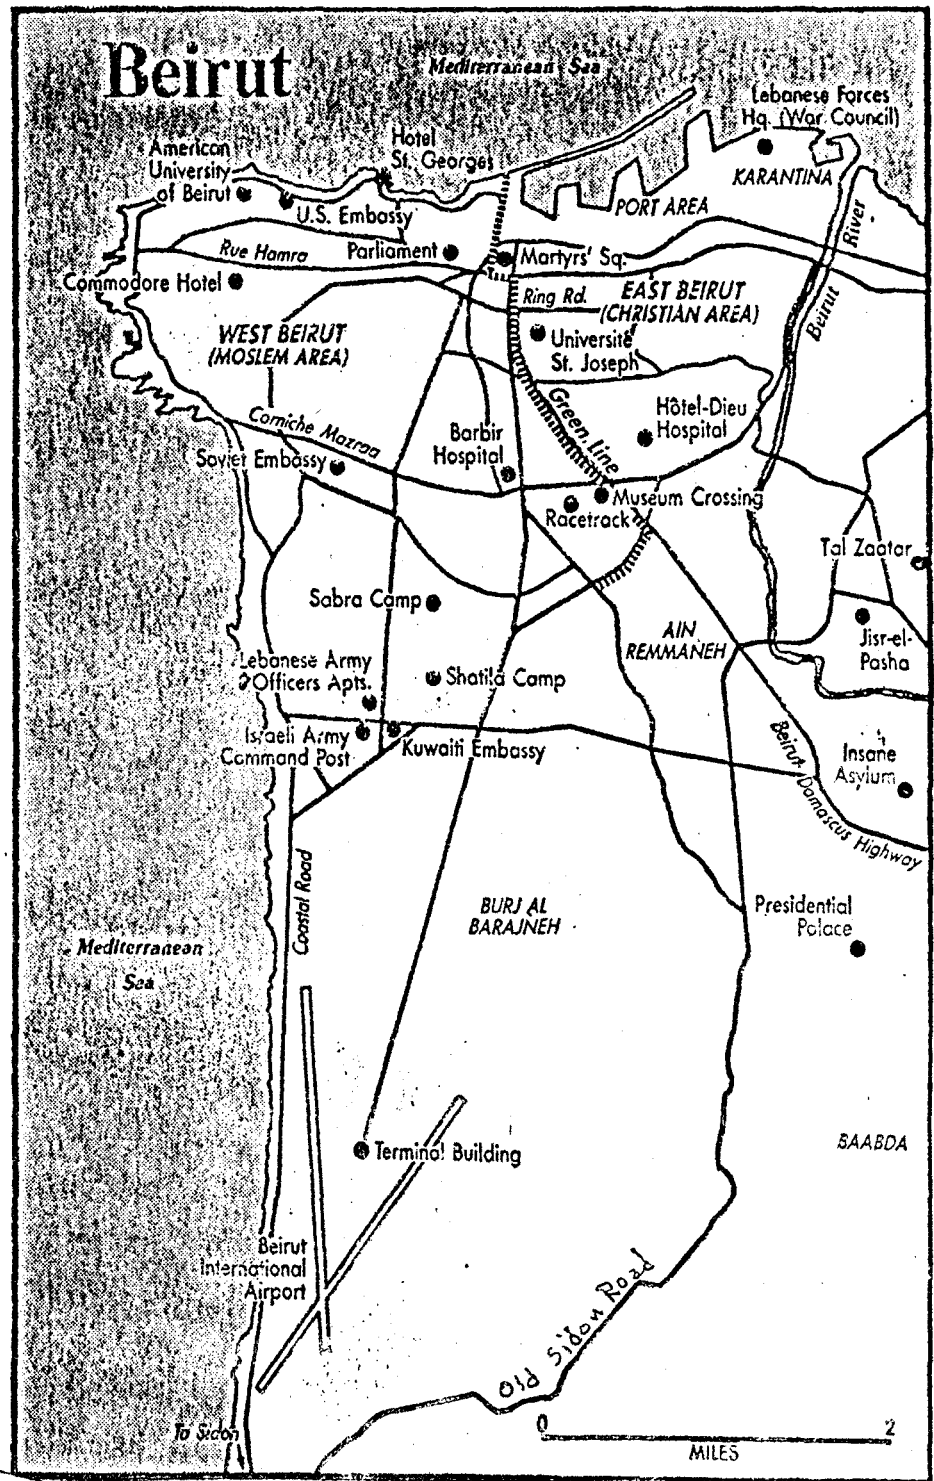 Beirut
Mediterranean Sea
Lebanese Forces
Hq. (War Council)
KARANTINA
American
University
of Beirut
Hotel
St. Georges
U.S. Embassy
PORT AREA
Beirut River
Rue Hamra
Parliament
Martyrs' Sq.
Commodore Hotel
Ring Rd.
EAST BEIRUT
(CHRISTIAN AREA)
WEST BEIRUT
(MOSLEM AREA)
Université
St. Joseph
Green line
Hôtel-Dieu
Hospital
Corniche Mazraa
Barbir
Hospital
Soviet Embassy
Museum Crossing
Racetrack
Tal Zaatar
Sabra Camp
AIN
REMMANEH
Jisr-el-
Pasha
Lebanese Army
Officers Apts.
Shatila Camp
Israeli Army
Command Post
Kuwaiti Embassy
Beirut Damascus Highway
Insane
Asylum
Coastal Road
BURJ AL
BARAJNEH
Presidential
Palace
Mediterranean
Sea
Terminal Building
BAABDA
Beirut
International
Airport
Old Sidon Road
To Sidon
0 2
MILES